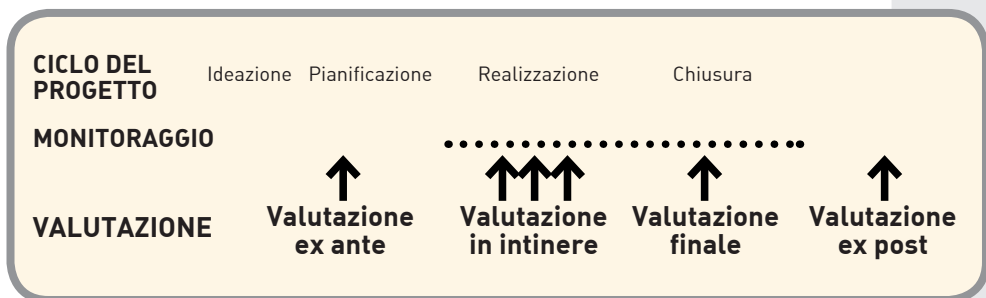 CICLO DEL
PROGETTO
Ideazione Pianificazione Realizzazione Chiusura
MONITORAGGIO
VALUTAZIONE
Valutazione
ex ante
Valutazione
in intinere
Valutazione
finale
Valutazione
ex post